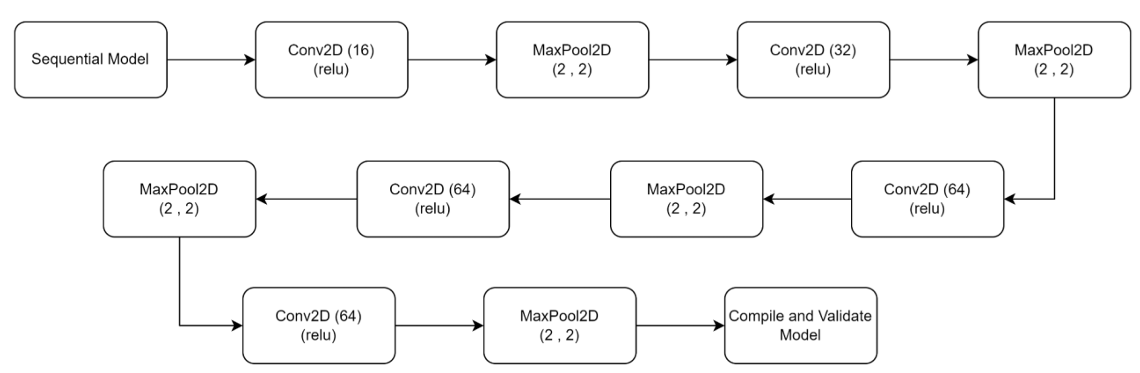 Sequential Model
Conv2D (16)
(relu)
MaxPool2D
(2 , 2)
Conv2D (32)
(relu)
MaxPool2D
(2 , 2)
Conv2D (64)
(relu)
MaxPool2D
(2 , 2)
Conv2D (64)
(relu)
MaxPool2D
(2 , 2)
Conv2D (64)
(relu)
MaxPool2D
(2 , 2)
Compile and Validate
Model